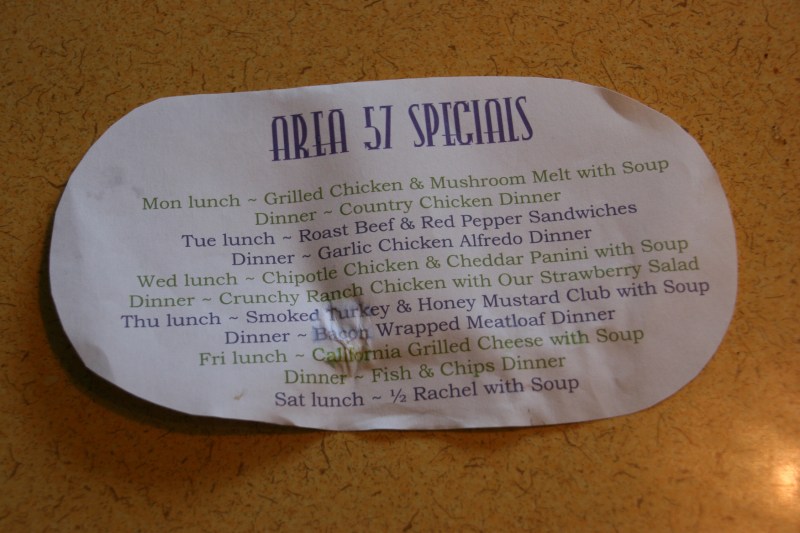 AREA 57 SPECIALS
Mon lunch ~ Grilled Chicken & Mushroom Melt with Soup
Dinner ~ Country Chicken Dinner
Tue lunch ~ Roast Beef & Red Pepper Sandwiches
Dinner ~ Garlic Chicken Alfredo Dinner
Wed lunch ~ Chipotle Chicken & Cheddar Panini with Soup
Dinner ~ Crunchy Ranch Chicken with Our Strawberry Salad
Thu lunch ~ Smoked Turkey & Honey Mustard Club with Soup
Dinner ~ Bacon Wrapped Meatloaf Dinner
Fri lunch ~ California Grilled Cheese with Soup
Dinner ~ Fish & Chips Dinner
Sat lunch ~ ½ Rachel with Soup